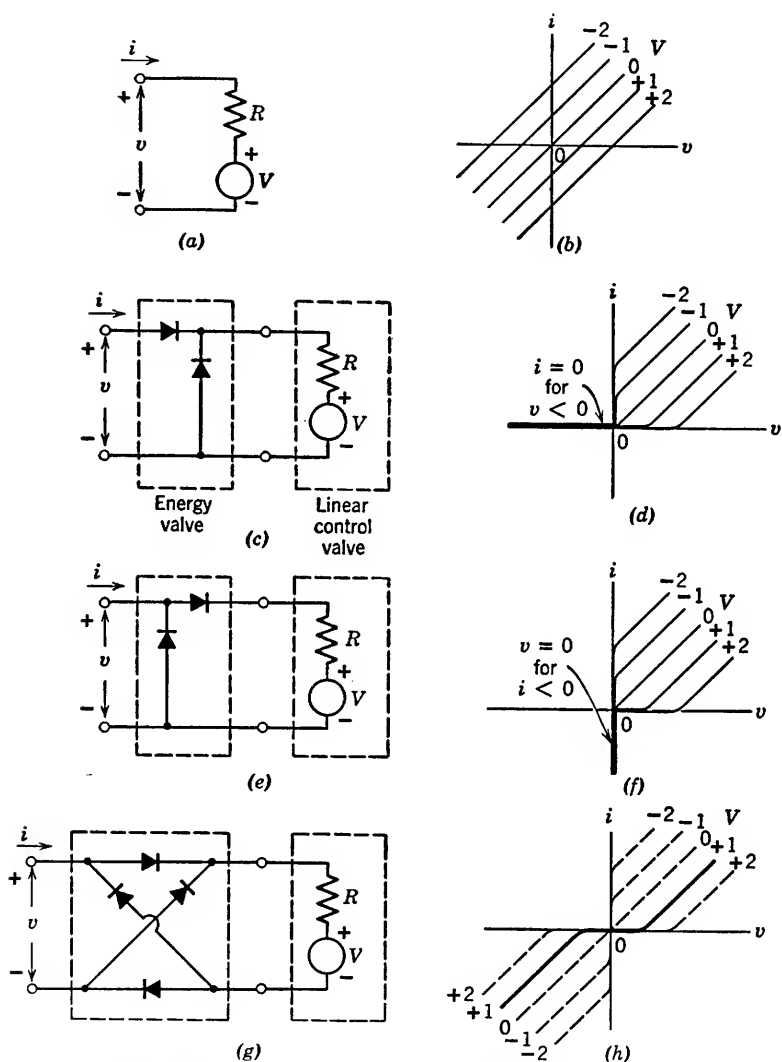 i
+
v
−
R
+
V
−
(a)
i
−2
−1 V
0
+1
+2
0
v
(b)
i
+
v
−
R
+
V
−
Energy
valve
Linear
control
valve
(c)
i
−2
−1 V
0
+1
+2
i = 0
for
v < 0
0
v
(d)
i
+
v
−
R
+
V
−
(e)
i
−2
−1 V
0
+1
+2
v = 0
for
i < 0
0
v
(f)
i
+
v
−
R
+
V
−
(g)
i
−2
−1 V
0
+1
+2
0
v
+2
+1
0
−1
−2
(h)